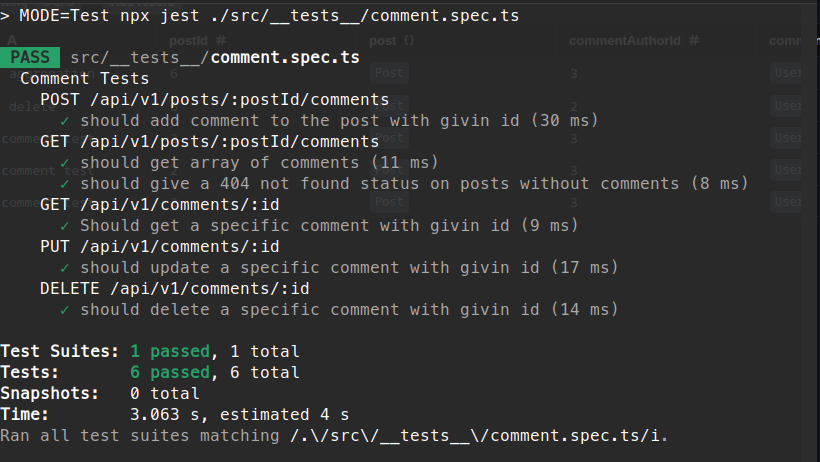 > MODE=Test npx jest ./src/__tests__/comment.spec.ts
postId #
post {}
commentAuthorId #
PASS src/__tests__/comment.spec.ts
Comment Tests
POST /api/v1/posts/:postId/comments
✓ should add comment to the post with givin id (30 ms)
GET /api/v1/posts/:postId/comments
✓ should get array of comments (11 ms)
✓ should give a 404 not found status on posts without comments (8 ms)
GET /api/v1/comments/:id
✓ Should get a specific comment with givin id (9 ms)
PUT /api/v1/comments/:id
✓ should update a specific comment with givin id (17 ms)
DELETE /api/v1/comments/:id
✓ should delete a specific comment with givin id (14 ms)
Test Suites: 1 passed, 1 total
Tests: 6 passed, 6 total
Snapshots: 0 total
Time: 3.063 s, estimated 4 s
Ran all test suites matching /.\/src\/__tests__\/comment.spec.ts/i.